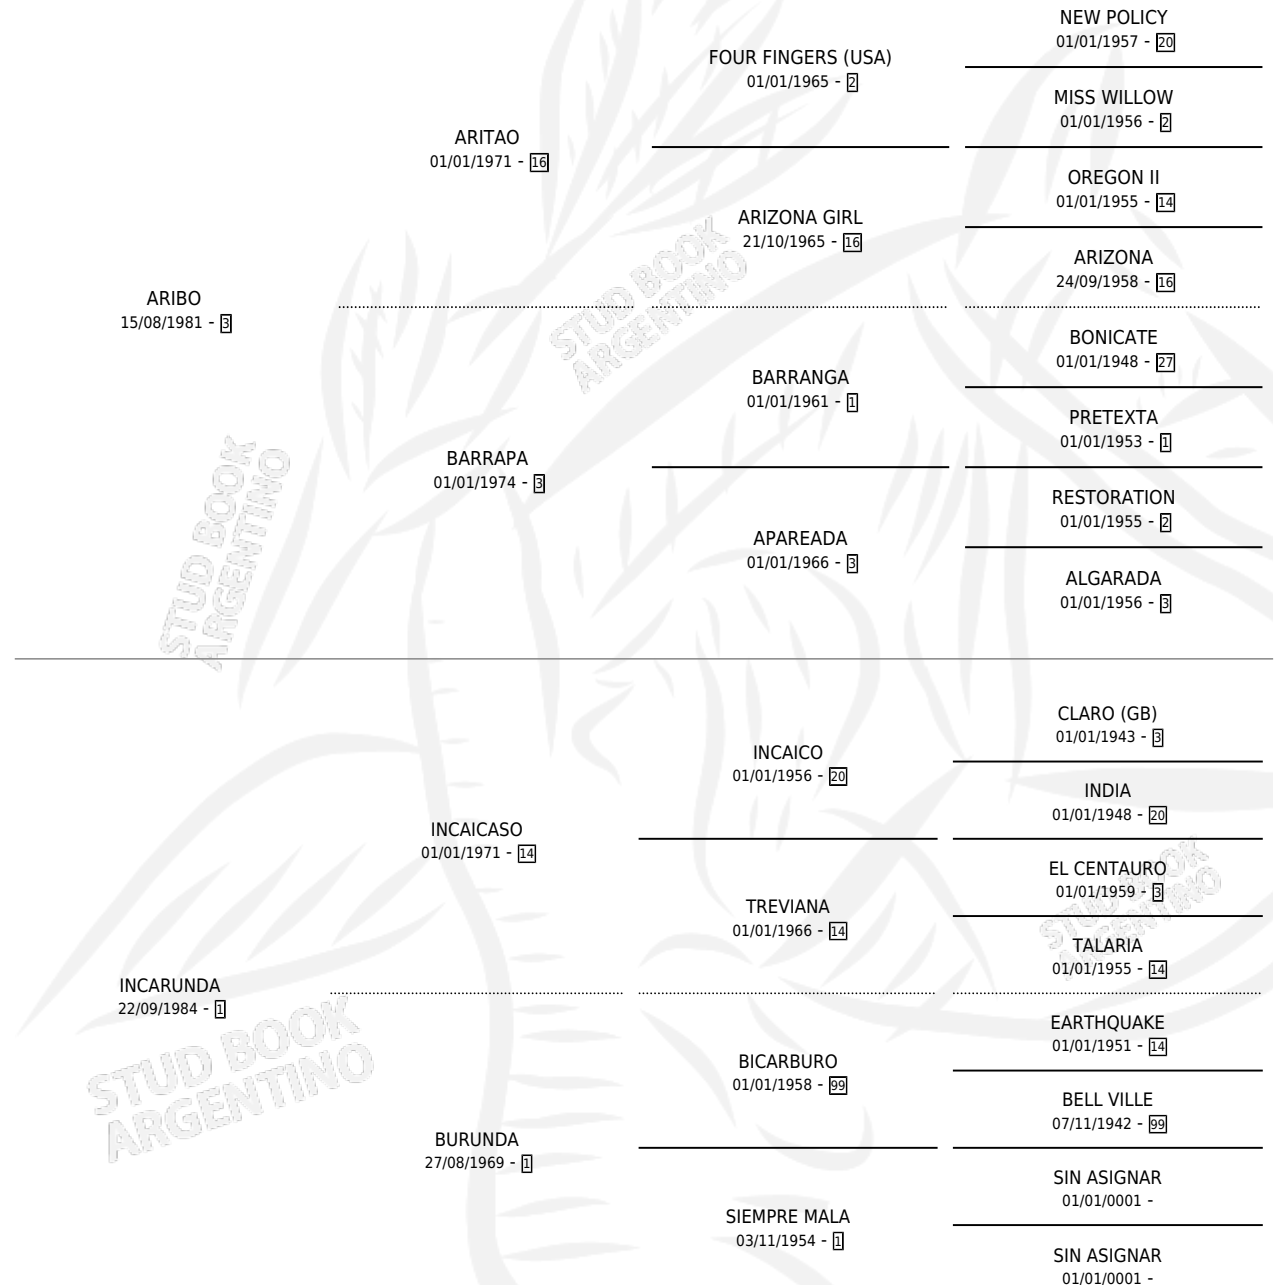 NEW POLICY
01/01/1957 - 20
FOUR FINGERS (USA)
01/01/1965 - 2
MISS WILLOW
01/01/1956 - 2
ARITAO
01/01/1971 - 16
OREGON II
01/01/1955 - 14
ARIZONA GIRL
21/10/1965 - 16
ARIZONA
24/09/1958 - 16
ARIBO
15/08/1981 - 3
BONICATE
01/01/1948 - 27
BARRANGA
01/01/1961 - 1
PRETEXTA
01/01/1953 - 1
BARRAPA
01/01/1974 - 3
RESTORATION
01/01/1955 - 2
APAREADA
01/01/1966 - 3
ALGARADA
01/01/1956 - 3
CLARO (GB)
01/01/1943 - 3
INCAICO
01/01/1956 - 20
INDIA
01/01/1948 - 20
INCAICASO
01/01/1971 - 14
EL CENTAURO
01/01/1959 - 3
TREVIANA
01/01/1966 - 14
TALARIA
01/01/1955 - 14
INCARUNDA
22/09/1984 - 1
EARTHQUAKE
01/01/1951 - 14
BICARBURO
01/01/1958 - 99
BELL VILLE
07/11/1942 - 99
BURUNDA
27/08/1969 - 1
SIN ASIGNAR
01/01/0001 -
SIEMPRE MALA
03/11/1954 - 1
SIN ASIGNAR
01/01/0001 -
STUD BOOK
ARGENTINO
STUD BOOK
ARGENTINO
STUD BOOK
ARGENTINO
STUD BOOK
ARGENTINO